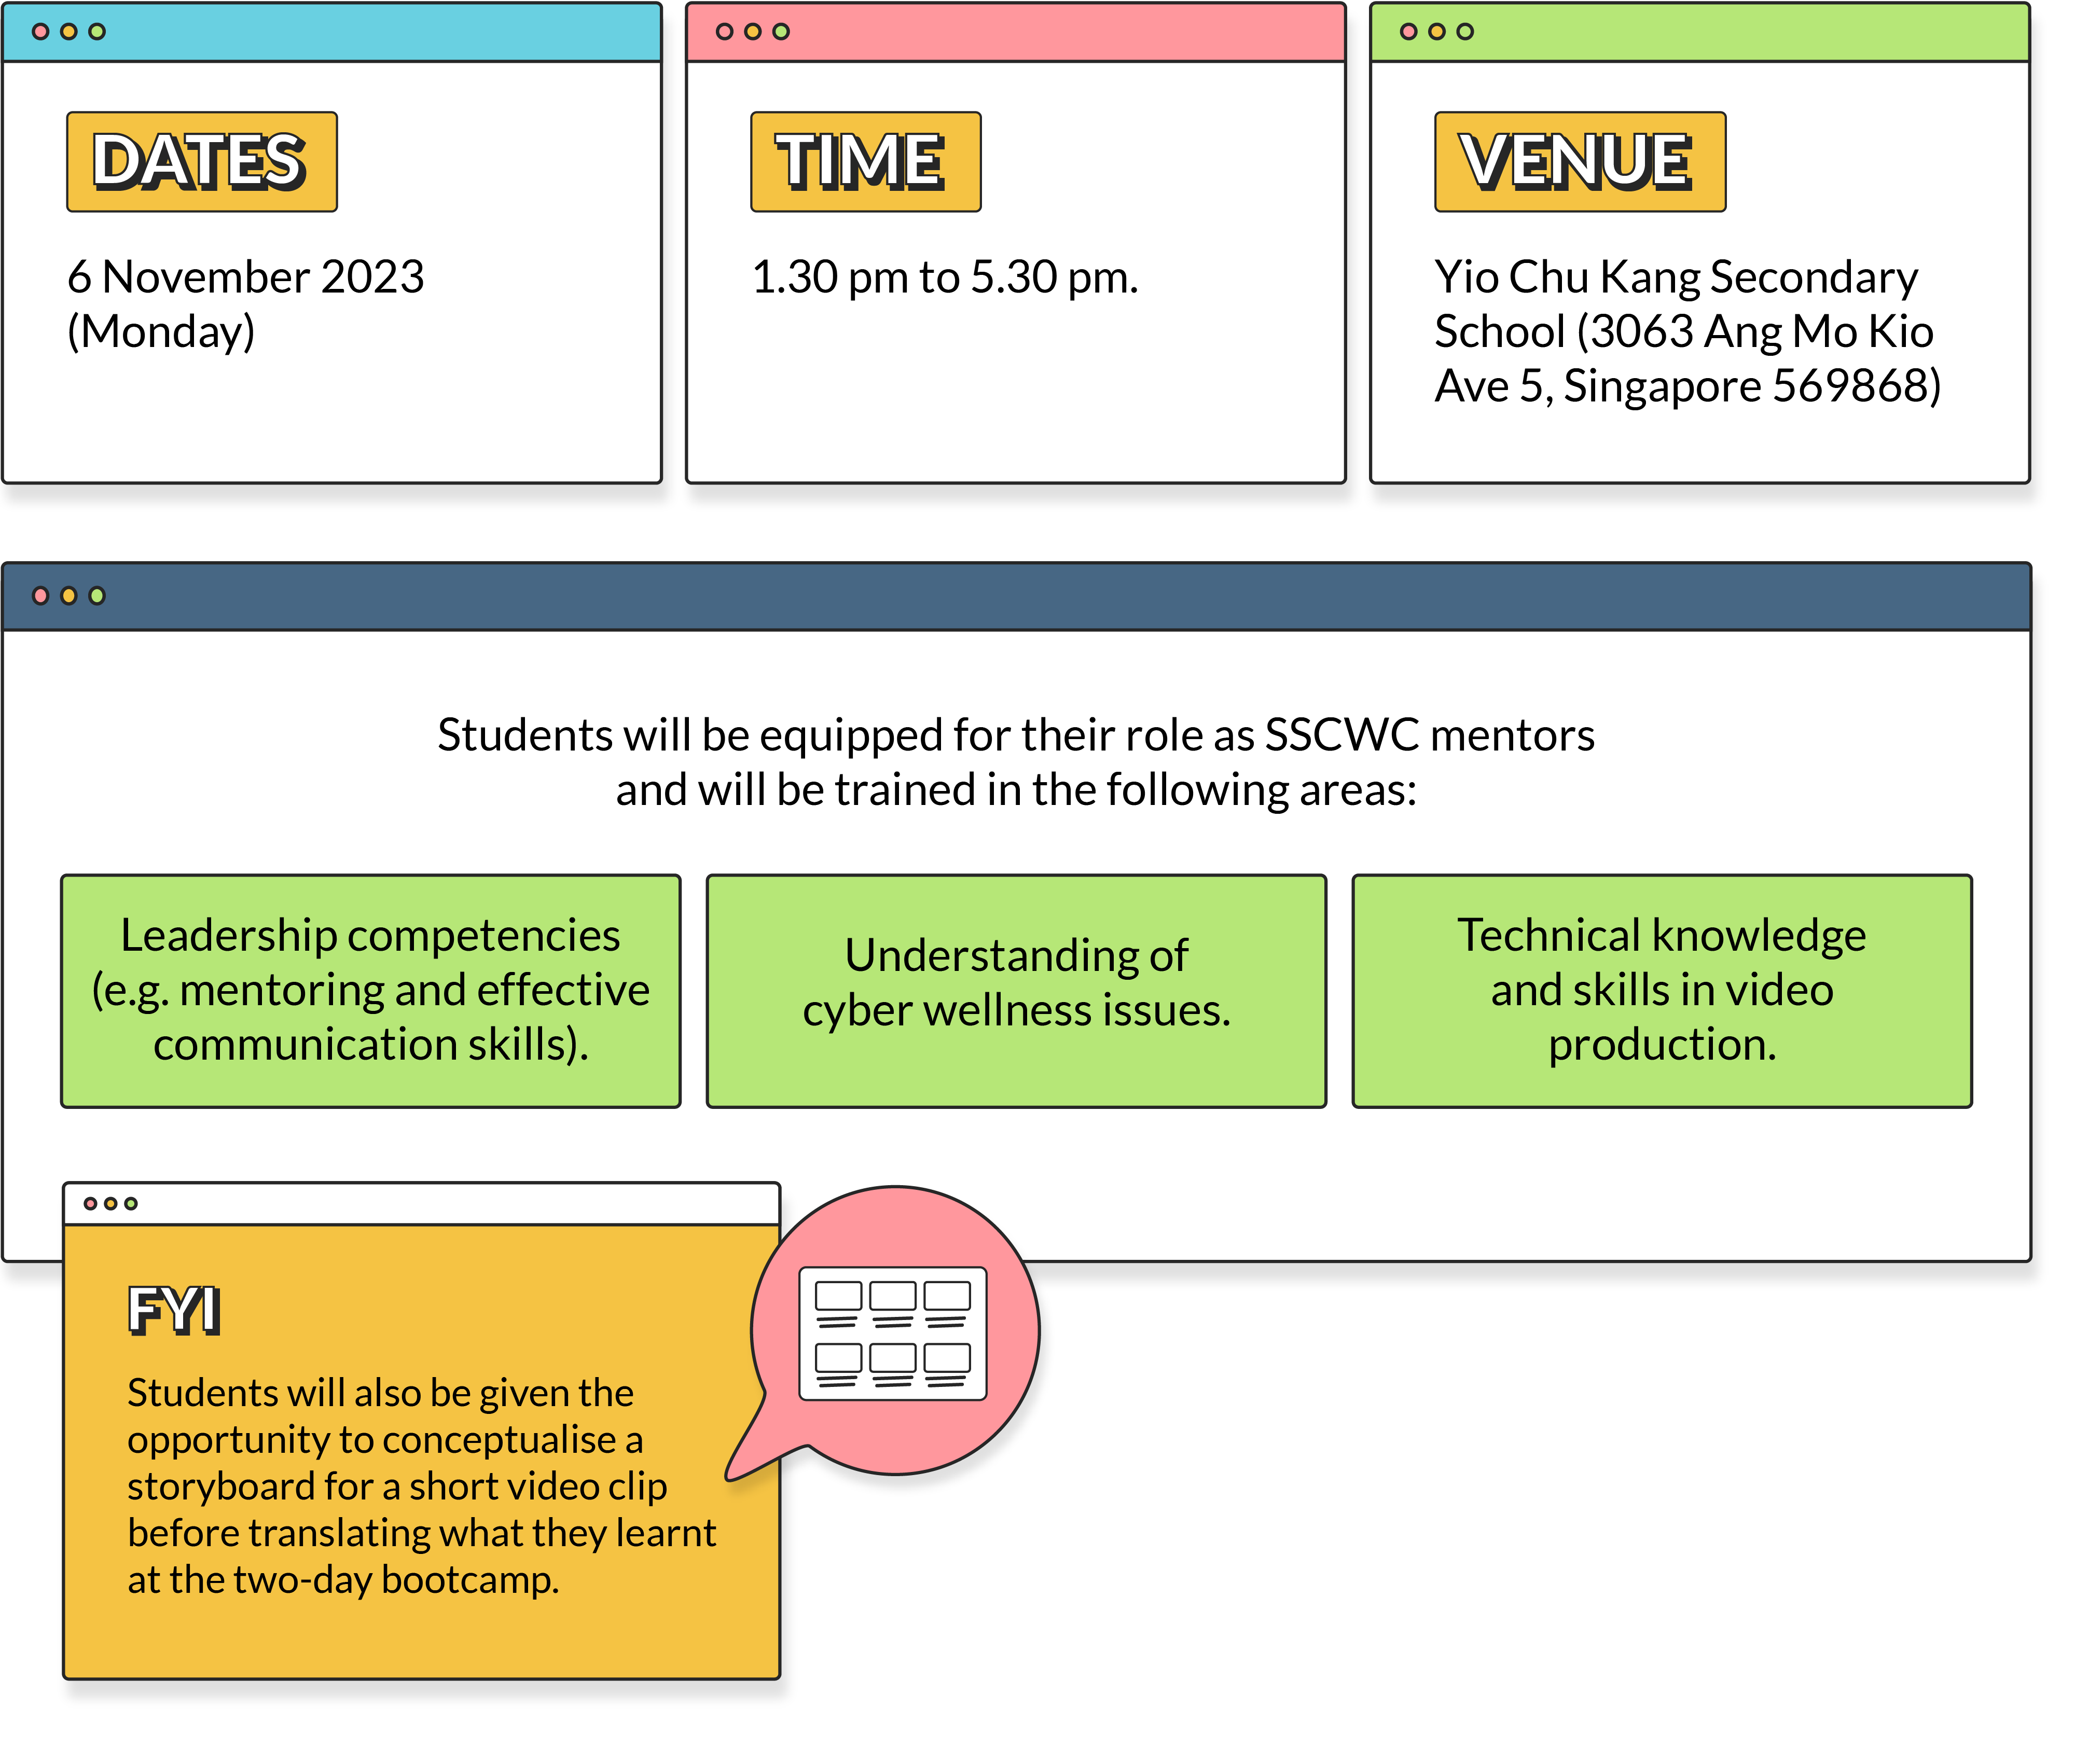 DATES
6 November 2023
(Monday)
TIME
1.30 pm to 5.30 pm.
VENUE
Yio Chu Kang Secondary
School (3063 Ang Mo Kio
Ave 5, Singapore 569868)
Students will be equipped for their role as SSCWC mentors
and will be trained in the following areas:
Leadership competencies
(e.g. mentoring and effective
communication skills).
Understanding of
cyber wellness issues.
Technical knowledge
and skills in video
production.
FYI
Students will also be given the
opportunity to conceptualise a
storyboard for a short video clip
before translating what they learnt
at the two-day bootcamp.